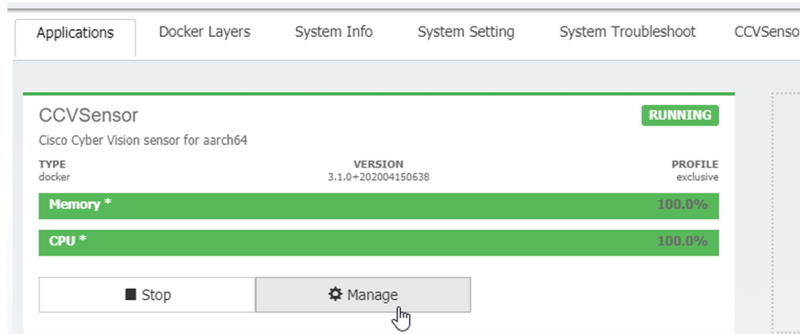 Applications Docker Layers System Info System Setting System Troubleshoot CCVSenso
CCVSensor RUNNING
Cisco Cyber Vision sensor for aarch64
TYPE VERSION PROFILE
docker 3.1.0+202004150638 exclusive
Memory * 100.0%
CPU * 100.0%
Stop Manage